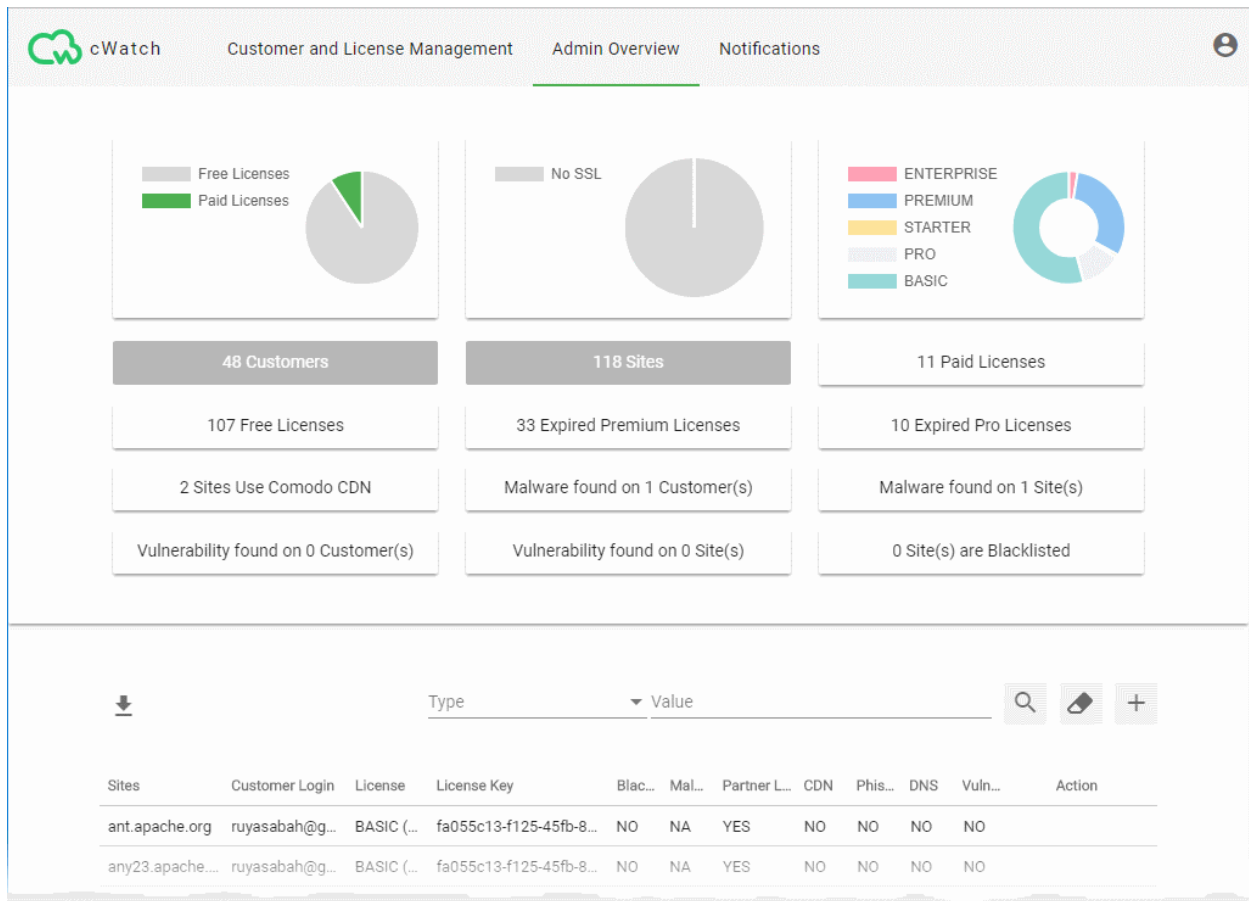 cWatch Customer and License Management Admin Overview Notifications
Free Licenses
Paid Licenses
No SSL
ENTERPRISE
PREMIUM
STARTER
PRO
BASIC
48 Customers 118 Sites 11 Paid Licenses
107 Free Licenses 33 Expired Premium Licenses 10 Expired Pro Licenses
2 Sites Use Comodo CDN Malware found on 1 Customer(s) Malware found on 1 Site(s)
Vulnerability found on 0 Customer(s) Vulnerability found on 0 Site(s) 0 Site(s) are Blacklisted
Type Value
Sites Customer Login License License Key Blac... Mal... Partner L... CDN Phis... DNS Vuln... Action
ant.apache.org ruyasabah@g... BASIC (... fa055c13-f125-45fb-8... NO NA YES NO NO NO NO
any23.apache.... ruyasabah@g... BASIC (... fa055c13-f125-45fb-8... NO NA YES NO NO NO NO